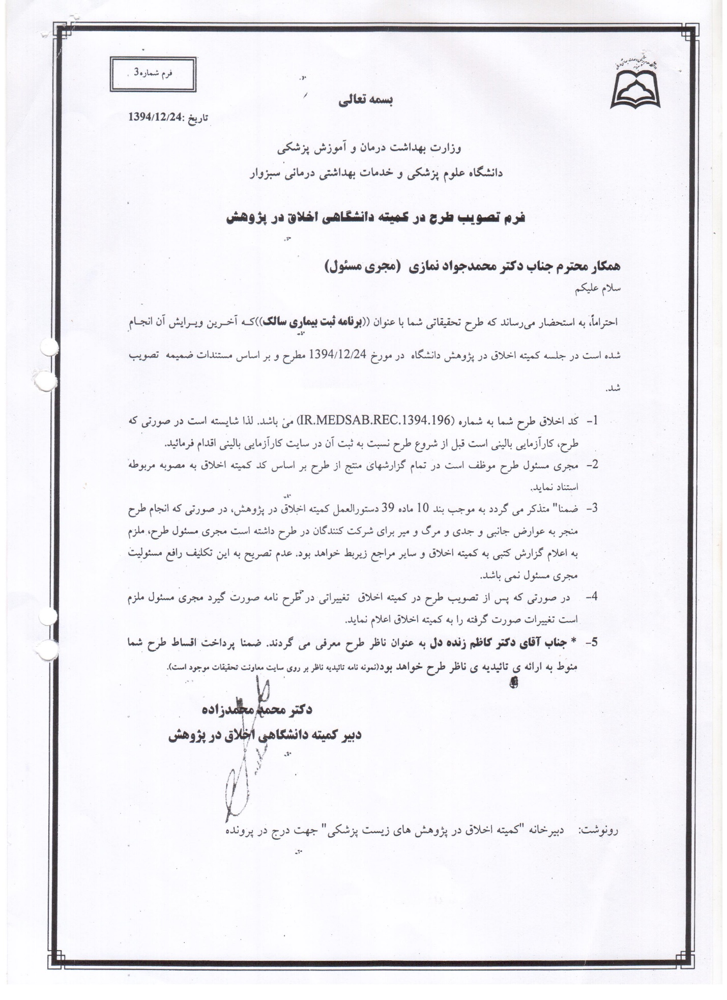 فرم شماره3
بسمه تعالی
تاریخ :1394/12/24
وزارت بهداشت درمان و آموزش پزشکی
دانشگاه علوم پزشکی و خدمات بهداشتی درمانی سبزوار
فرم تصویب طرح در کمیته دانشگاهی اخلاق در پژوهش
همکار محترم جناب دکتر محمدجواد نمازی (مجری مسئول)
سلام علیکم
احتراماً، به استحضار می‌رساند که طرح تحقیقاتی شما با عنوان ((برنامه ثبت بیماری سالک))که آخرین ویرایش آن انجام
شده است در جلسه کمیته اخلاق در پژوهش دانشگاه در مورخ 1394/12/24 مطرح و بر اساس مستندات ضمیمه تصویب
شد.
1- کد اخلاق طرح شما به شماره (IR.MEDSAB.REC.1394.196) می باشد. لذا شایسته است در صورتی که
طرح، کارآزمایی بالینی است قبل از شروع طرح نسبت به ثبت آن در سایت کارآزمایی بالینی اقدام فرمائید.
2- مجری مسئول طرح موظف است در تمام گزارشهای منتج از طرح بر اساس کد کمیته اخلاق به مصوبه مربوطه
استناد نماید.
3- ضمنا" متذکر می گردد به موجب بند 10 ماده 39 دستورالعمل کمیته اخلاق در پژوهش، در صورتی که انجام طرح
منجر به عوارض جانبی و جدی و مرگ و میر برای شرکت کنندگان در طرح داشته است مجری مسئول طرح، ملزم
به اعلام گزارش کتبی به کمیته اخلاق و سایر مراجع زیربط خواهد بود. عدم تصریح به این تکلیف رافع مسئولیت
مجری مسئول نمی باشد.
4- در صورتی که پس از تصویب طرح در کمیته اخلاق تغییراتی در طرح نامه صورت گیرد مجری مسئول ملزم
است تغییرات صورت گرفته را به کمیته اخلاق اعلام نماید.
5- * جناب آقای دکتر کاظم زنده دل به عنوان ناظر طرح معرفی می گردند. ضمنا پرداخت اقساط طرح شما
منوط به ارائه ی تائیدیه ی ناظر طرح خواهد بود(نمونه نامه تائیدیه ناظر بر روی سایت معاونت تحقیقات موجود است).
دکتر محمد محمدزاده
دبیر کمیته دانشگاهی اخلاق در پژوهش
رونوشت: دبیرخانه "کمیته اخلاق در پژوهش های زیست پزشکی" جهت درج در پرونده